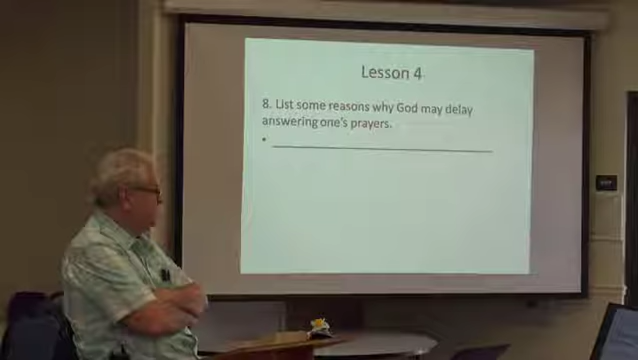 Lesson 4
8. List some reasons why God may delay
answering one's prayers.